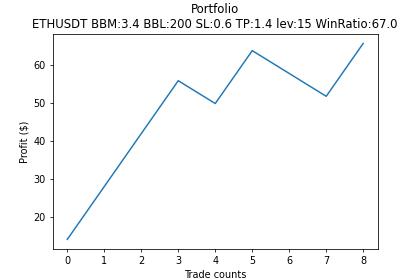 Portfolio
ETHUSDT BBM:3.4 BBL:200 SL:0.6 TP:1.4 lev:15 WinRatio:67.0
60
50
40
30
20
Profit ($)
0 1 2 3 4 5 6 7 8
Trade counts